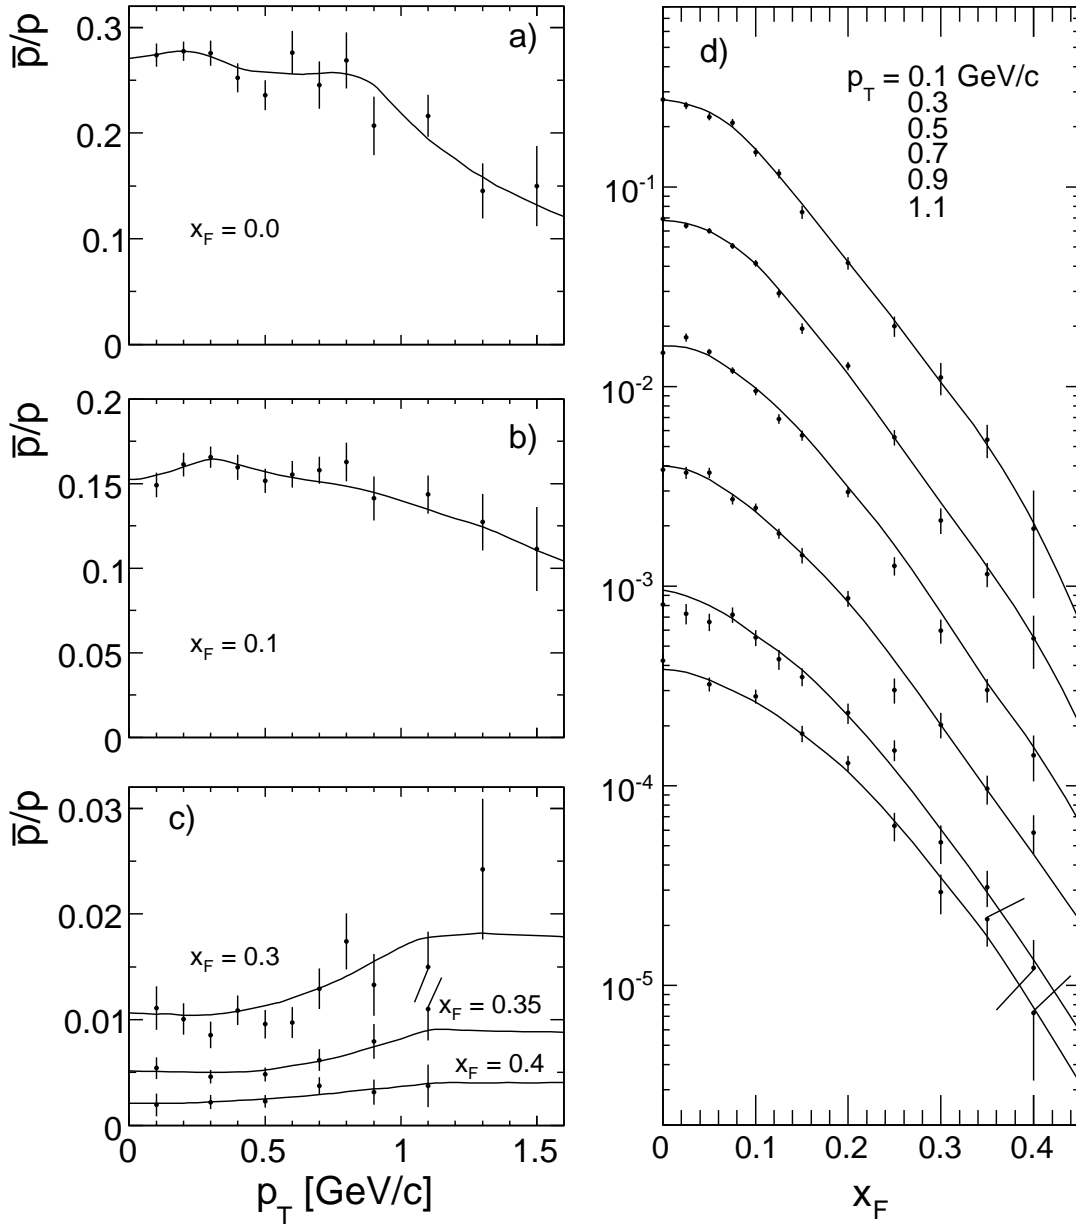 p̅/p
0.3
0.2
0.1
0
a)
x_F = 0.0
p̅/p
0.2
0.15
0.1
0.05
0
b)
x_F = 0.1
p̅/p
0.03
0.02
0.01
0
c)
x_F = 0.3
x_F = 0.35
x_F = 0.4
0 0.5 1 1.5
p_T [GeV/c]
d)
p_T = 0.1 GeV/c
0.3
0.5
0.7
0.9
1.1
10^-1
10^-2
10^-3
10^-4
10^-5
0 0.1 0.2 0.3 0.4
x_F